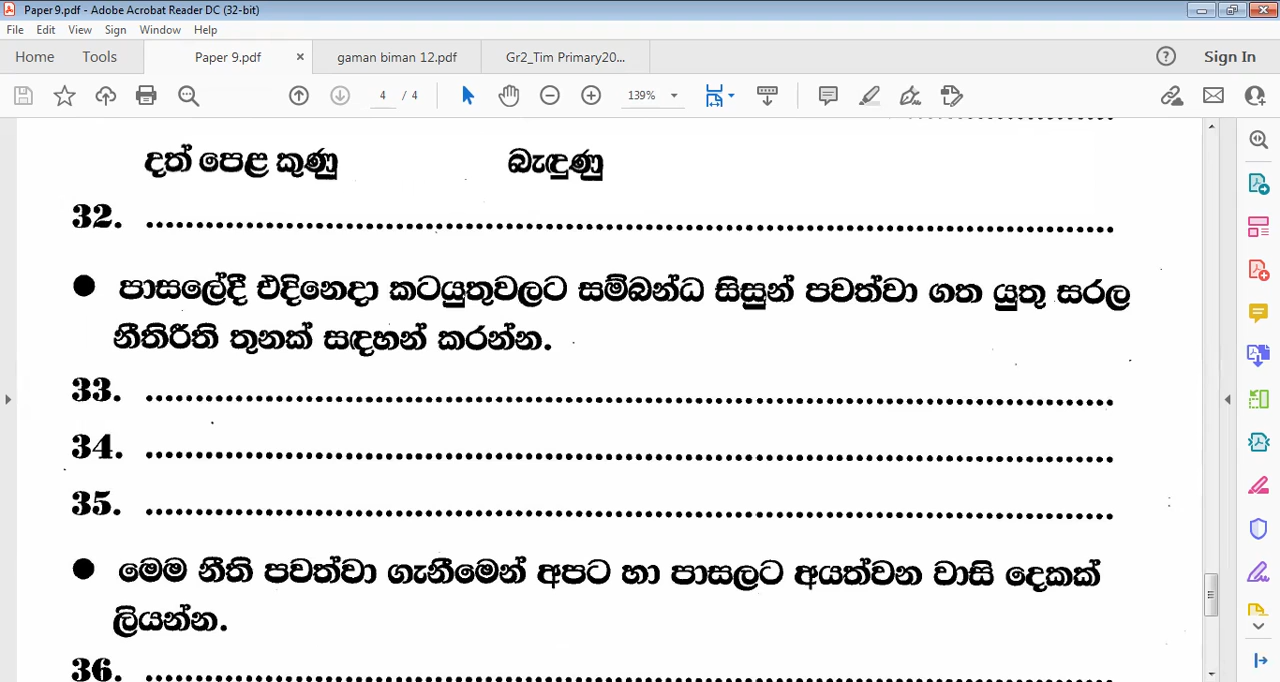 Paper 9.pdf - Adobe Acrobat Reader DC (32-bit)
File Edit View Sign Window Help
Home Tools Paper 9.pdf × gaman biman 12.pdf Gr2_Tim Primary20... Sign In
4 / 4 139%
දත් පෙළ කුණු බැඳුණු
32. ................................................................................
● පාසලේදී එදිනෙදා කටයුතුවලට සම්බන්ධ සිසුන් පවත්වා ගත යුතු සරල
නීතිරීති තුනක් සඳහන් කරන්න.
33. ................................................................................
34. ................................................................................
35. ................................................................................
● මෙම නීති පවත්වා ගැනීමෙන් අපට හා පාසලට අයත්වන වාසි දෙකක්
ලියන්න.
36. ................................................................................